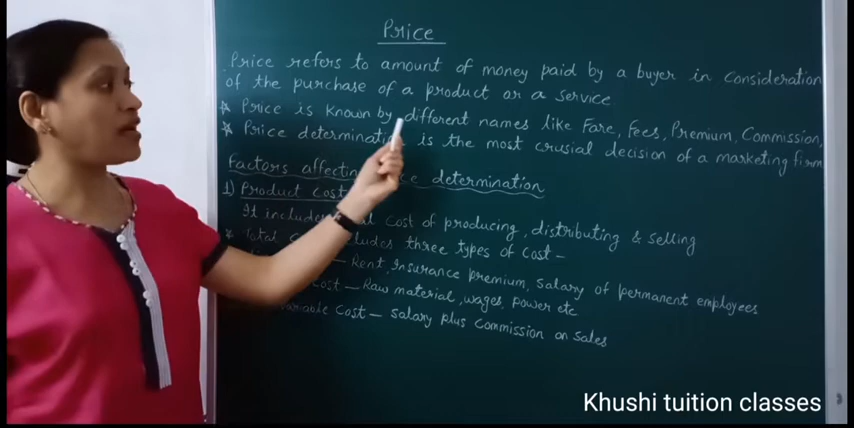 Price
Price refers to amount of money paid by a buyer in consideration
of the purchase of a product or a service
* Price is known by different names like Fare, Fees, Premium, Commission,
* Price determination is the most crusial decision of a marketing firm
Factors affecting determination
1) Product Cost
It includes cost of producing, distributing & selling
* Total includes three types of cost -
- Rent, Insurance premium, salary of permanent employees
Cost - Raw material, wages, power etc
Variable Cost - salary plus commission on sales
Khushi tuition classes